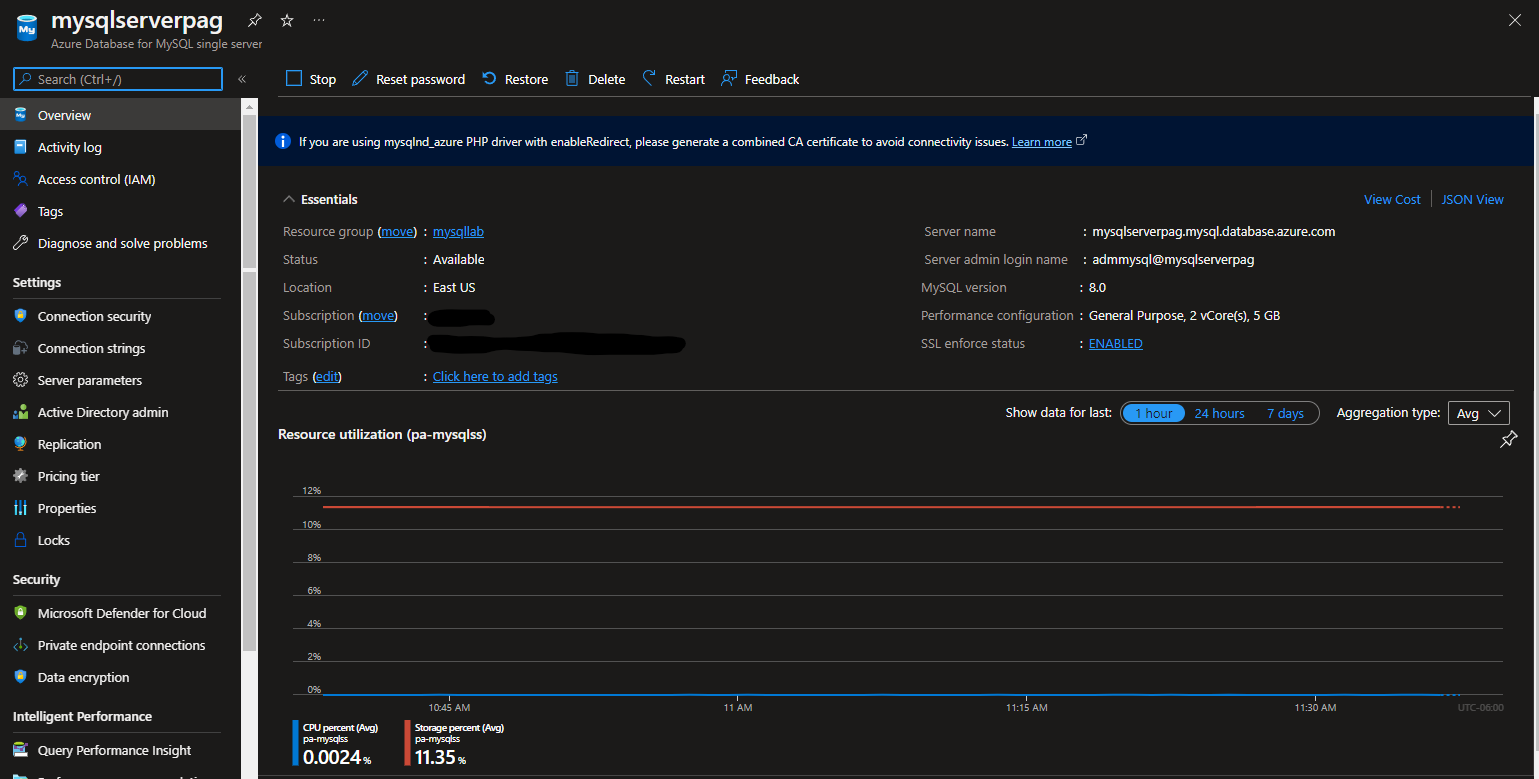 mysqlserverpag
Azure Database for MySQL single server
Search (Ctrl+/)
Overview
Activity log
Access control (IAM)
Tags
Diagnose and solve problems
Settings
Connection security
Connection strings
Server parameters
Active Directory admin
Replication
Pricing tier
Properties
Locks
Security
Microsoft Defender for Cloud
Private endpoint connections
Data encryption
Intelligent Performance
Query Performance Insight
Stop Reset password Restore Delete Restart Feedback
If you are using mysqlnd_azure PHP driver with enableRedirect, please generate a combined CA certificate to avoid connectivity issues. Learn more
Essentials
View Cost JSON View
Resource group (move) : mysqllab
Status : Available
Location : East US
Subscription (move) :
Subscription ID :
Tags (edit) : Click here to add tags
Server name : mysqlserverpag.mysql.database.azure.com
Server admin login name : admmysql@mysqlserverpag
MySQL version : 8.0
Performance configuration : General Purpose, 2 vCore(s), 5 GB
SSL enforce status : ENABLED
Show data for last: 1 hour 24 hours 7 days Aggregation type: Avg
Resource utilization (pa-mysqlss)
12%
10%
8%
6%
4%
2%
0%
10:45 AM 11 AM 11:15 AM 11:30 AM UTC-06:00
CPU percent (Avg)
pa-mysqlss
0.0024 %
Storage percent (Avg)
pa-mysqlss
11.35 %